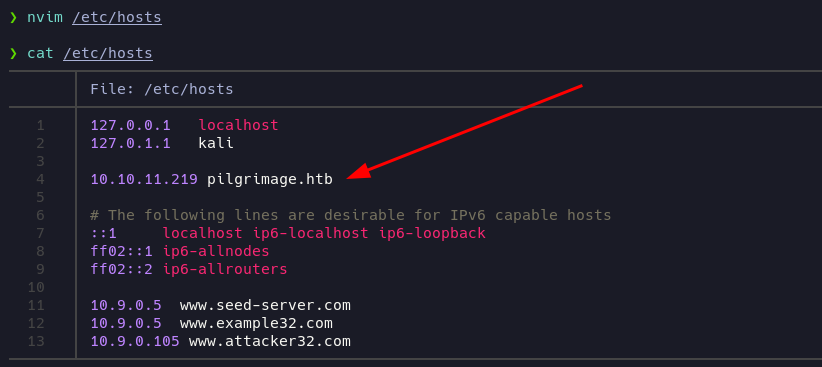 ❯ nvim /etc/hosts
❯ cat /etc/hosts
File: /etc/hosts
1 127.0.0.1 localhost
2 127.0.1.1 kali
3
4 10.10.11.219 pilgrimage.htb
5
6 # The following lines are desirable for IPv6 capable hosts
7 ::1 localhost ip6-localhost ip6-loopback
8 ff02::1 ip6-allnodes
9 ff02::2 ip6-allrouters
10
11 10.9.0.5 www.seed-server.com
12 10.9.0.5 www.example32.com
13 10.9.0.105 www.attacker32.com